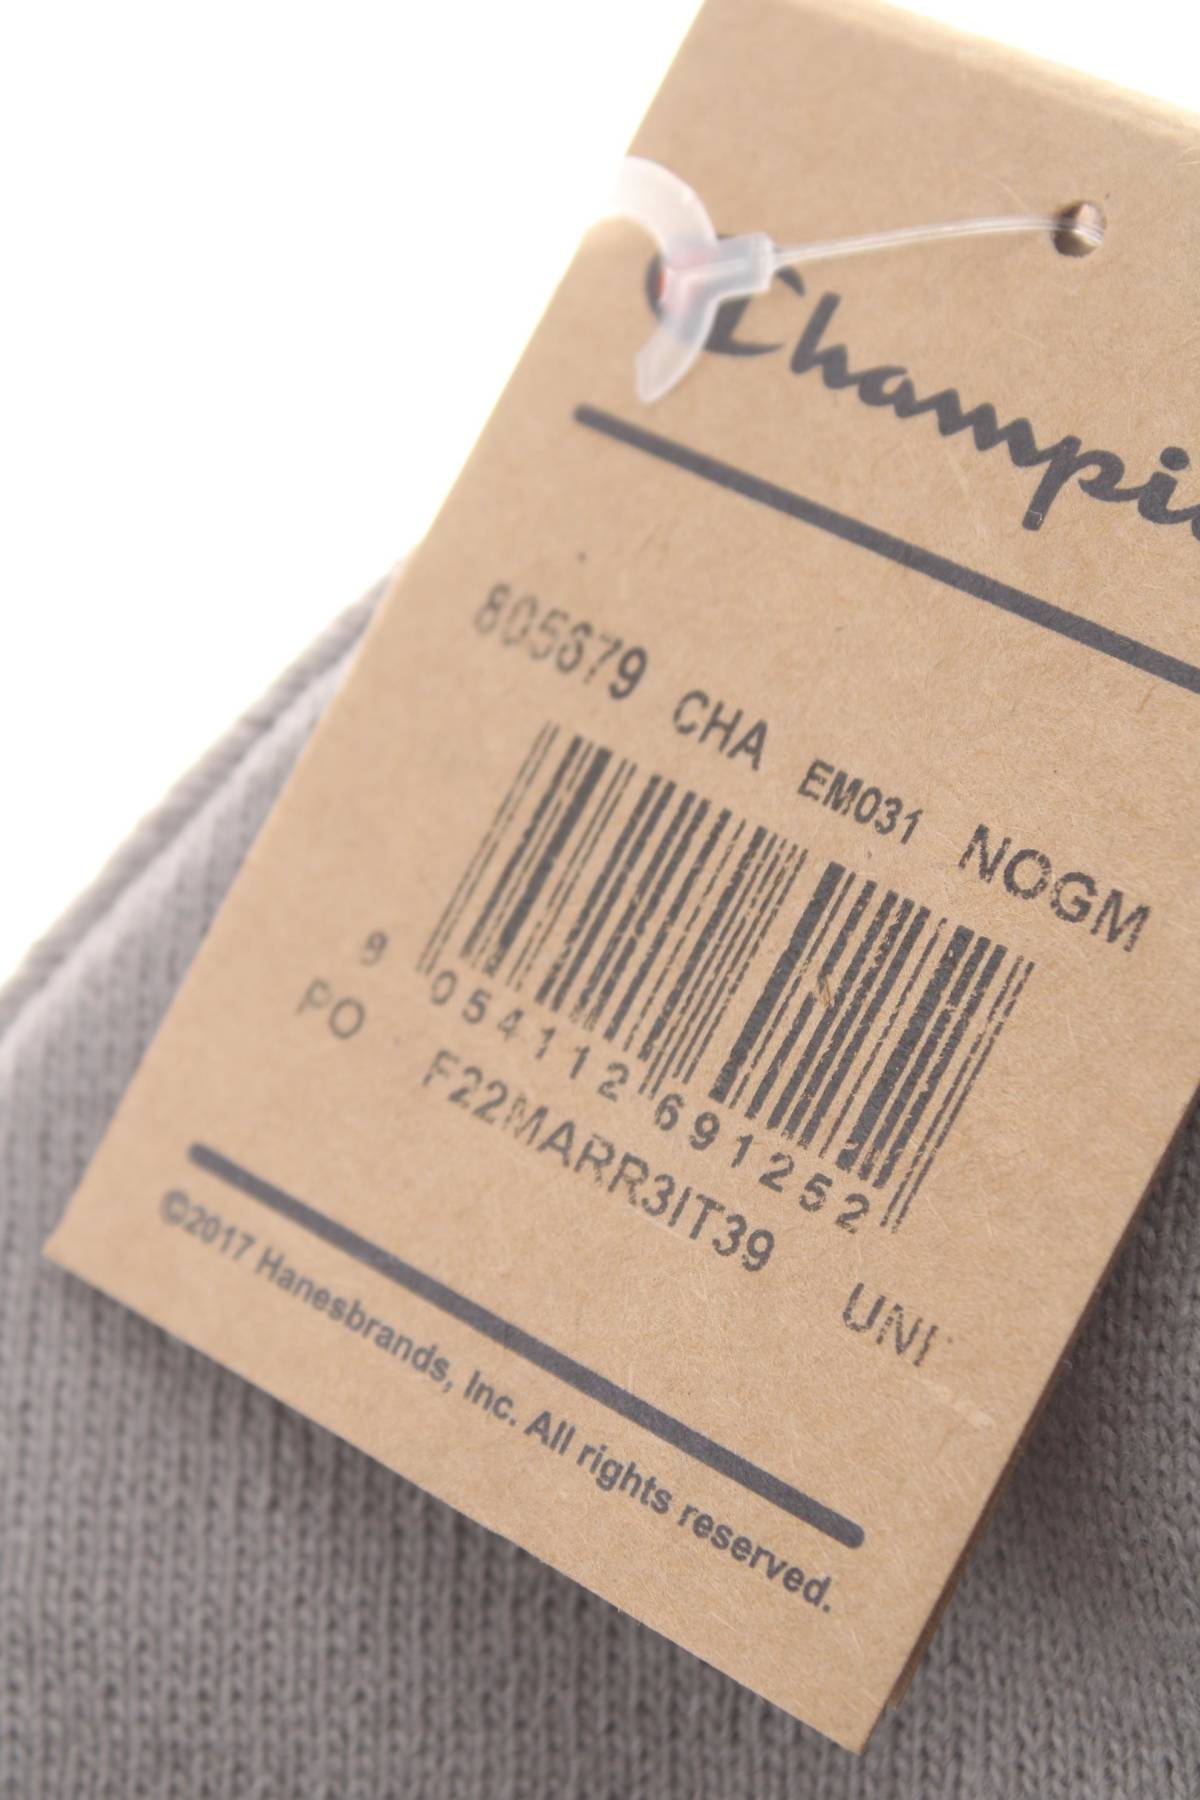 Champi
805679 CHA EM031 NOGM
8 054112 691252
PO F22MARR3IT39 UNI
©2017 Hanesbrands, Inc. All rights reserved.